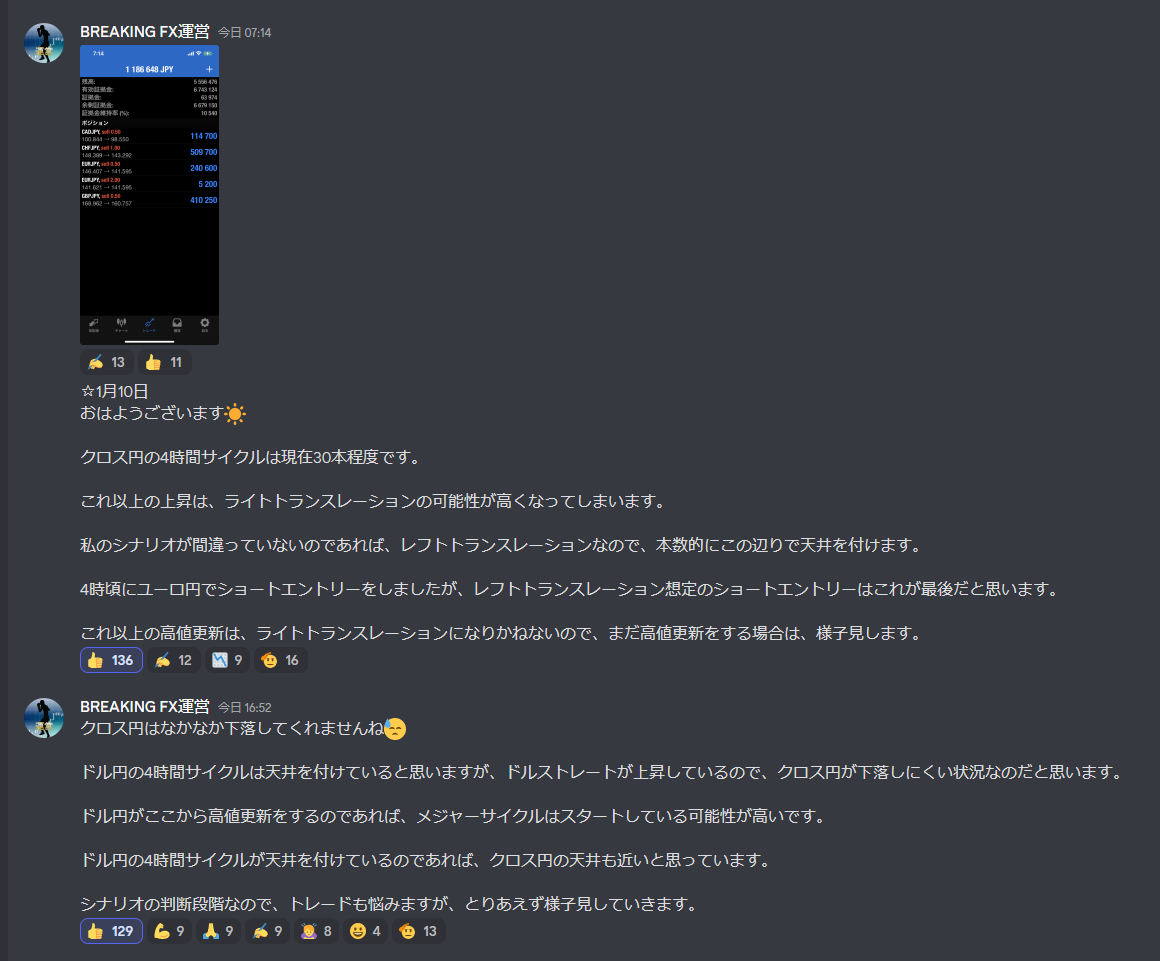 BREAKING FX運営 今日 07:14
7:14
1 186 648 JPY +
残高: 5 556 476
有効証拠金: 6 743 124
証拠金: 63 974
余剰証拠金: 6 679 150
証拠金維持率 (%): 10 540
ポジション
CADJPY, sell 0.50
100.844 → 98.550 114 700
CHFJPY, sell 1.00
148.389 → 143.292 509 700
EURJPY, sell 0.50
146.407 → 141.595 240 600
EURJPY, sell 2.00
141.621 → 141.595 5 200
GBPJPY, sell 0.50
168.962 → 160.757 410 250
チャート トレード
✍ 13 👍 11
☆1月10日
おはようございます☀
クロス円の4時間サイクルは現在30本程度です。
これ以上の上昇は、ライトトランスレーションの可能性が高くなってしまいます。
私のシナリオが間違っていないのであれば、レフトトランスレーションなので、本数的にこの辺りで天井を付けます。
4時頃にユーロ円でショートエントリーをしましたが、レフトトランスレーション想定のショートエントリーはこれが最後だと思います。
これ以上の高値更新は、ライトトランスレーションになりかねないので、まだ高値更新をする場合は、様子見します。
👍 136 ✍ 12 📉 9 🫡 16
BREAKING FX運営 今日 16:52
クロス円はなかなか下落してくれませんね😓
ドル円の4時間サイクルは天井を付けていると思いますが、ドルストレートが上昇しているので、クロス円が下落しにくい状況なのだと思います。
ドル円がここから高値更新をするのであれば、メジャーサイクルはスタートしている可能性が高いです。
ドル円の4時間サイクルが天井を付けているのであれば、クロス円の天井も近いと思っています。
シナリオの判断段階なので、トレードも悩みますが、とりあえず様子見していきます。
👍 129 💪 9 🙏 9 ✍ 9 🙇 8 😀 4 🫡 13